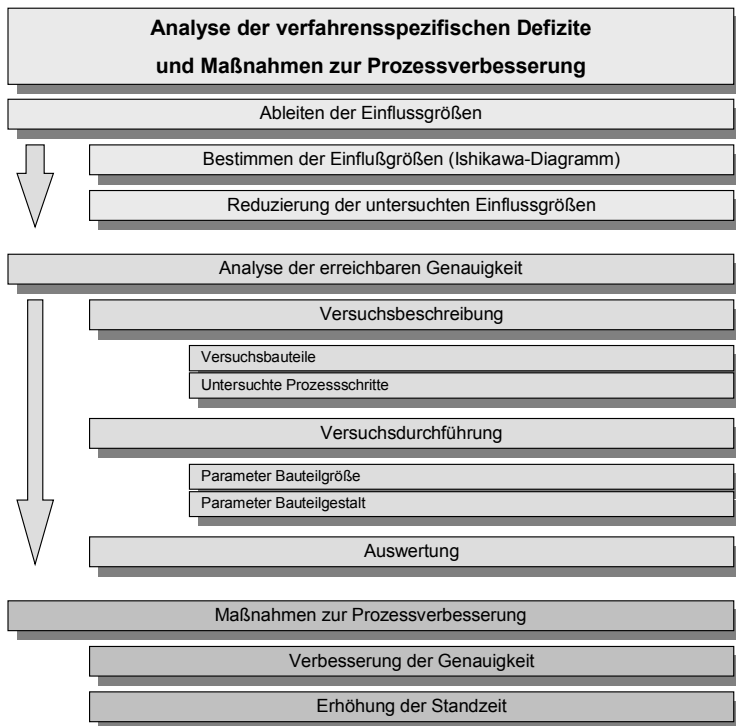 Analyse der verfahrensspezifischen Defizite
und Maßnahmen zur Prozessverbesserung
Ableiten der Einflussgrößen
Bestimmen der Einflußgrößen (Ishikawa-Diagramm)
Reduzierung der untersuchten Einflussgrößen
Analyse der erreichbaren Genauigkeit
Versuchsbeschreibung
Versuchsbauteile
Untersuchte Prozessschritte
Versuchsdurchführung
Parameter Bauteilgröße
Parameter Bauteilgestalt
Auswertung
Maßnahmen zur Prozessverbesserung
Verbesserung der Genauigkeit
Erhöhung der Standzeit